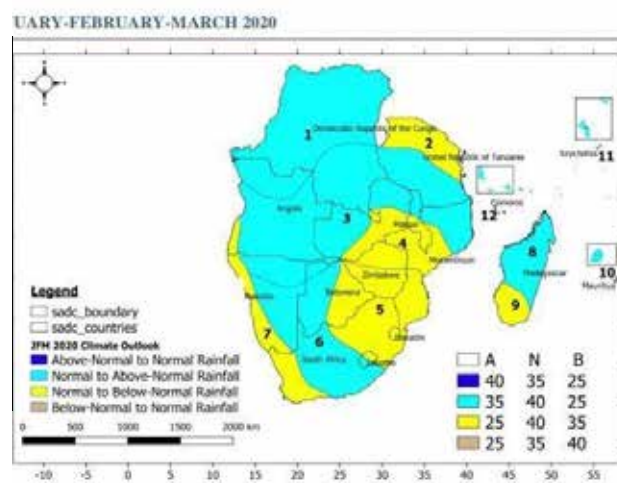 UARY-FEBRUARY-MARCH 2020
1 Democratic Republic of the Congo
2
United Republic of Tanzania
Seychelles 11
Comoros
12
Angola
3
Malawi
4
Mozambique
8
Madagascar
10
Mauritius
Zimbabwe
Namibia
Botswana
9
5
7
6
South Africa
Legend
sadc_boundary
sadc_countries
JFM 2020 Climate Outlook
Above-Normal to Normal Rainfall
Normal to Above-Normal Rainfall
Normal to Below-Normal Rainfall
Below-Normal to Normal Rainfall
A N B
40 35 25
35 40 25
25 40 35
25 35 40
0 500 1000 1500 2000 km
-10 -5 0 5 10 15 20 25 30 35 40 45 50 55